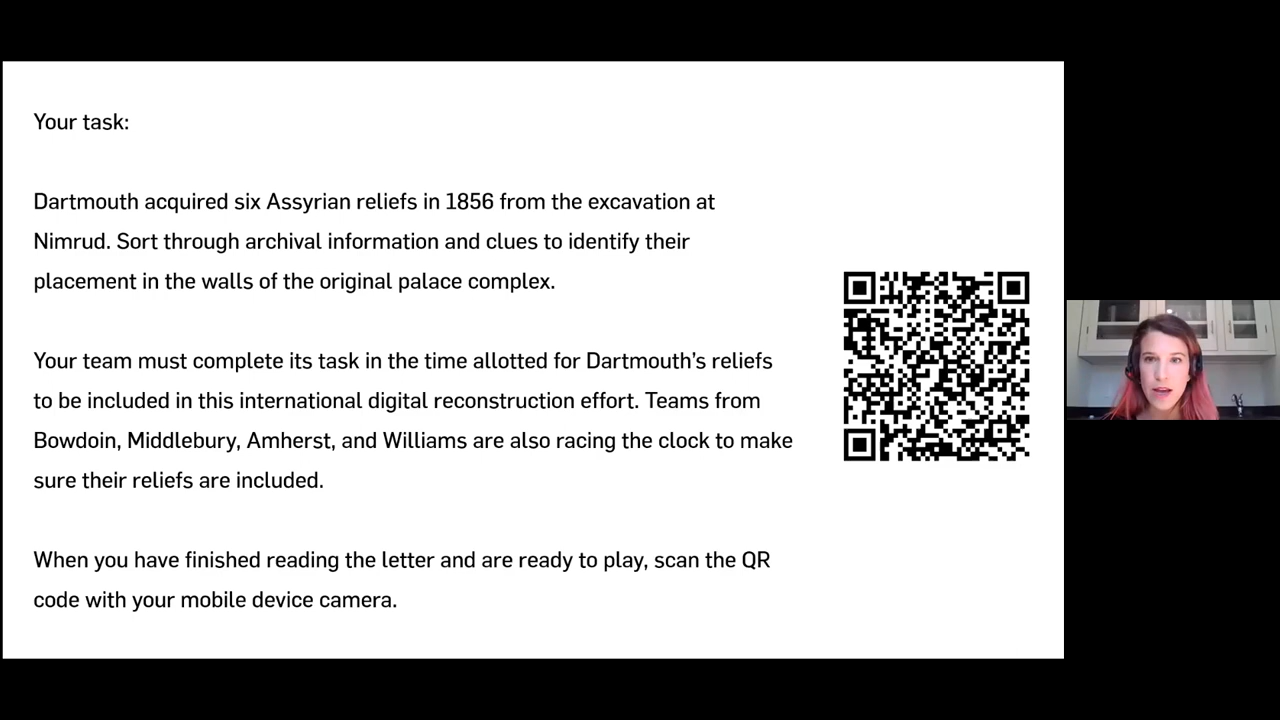 Your task:
Dartmouth acquired six Assyrian reliefs in 1856 from the excavation at
Nimrud. Sort through archival information and clues to identify their
placement in the walls of the original palace complex.
Your team must complete its task in the time allotted for Dartmouth’s reliefs
to be included in this international digital reconstruction effort. Teams from
Bowdoin, Middlebury, Amherst, and Williams are also racing the clock to make
sure their reliefs are included.
When you have finished reading the letter and are ready to play, scan the QR
code with your mobile device camera.